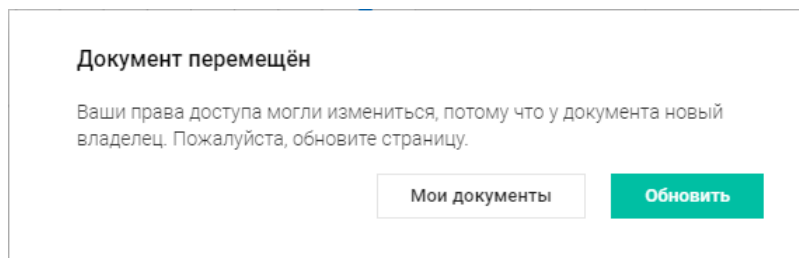 Документ перемещён
Ваши права доступа могли измениться, потому что у документа новый
владелец. Пожалуйста, обновите страницу.
Мои документы
Обновить